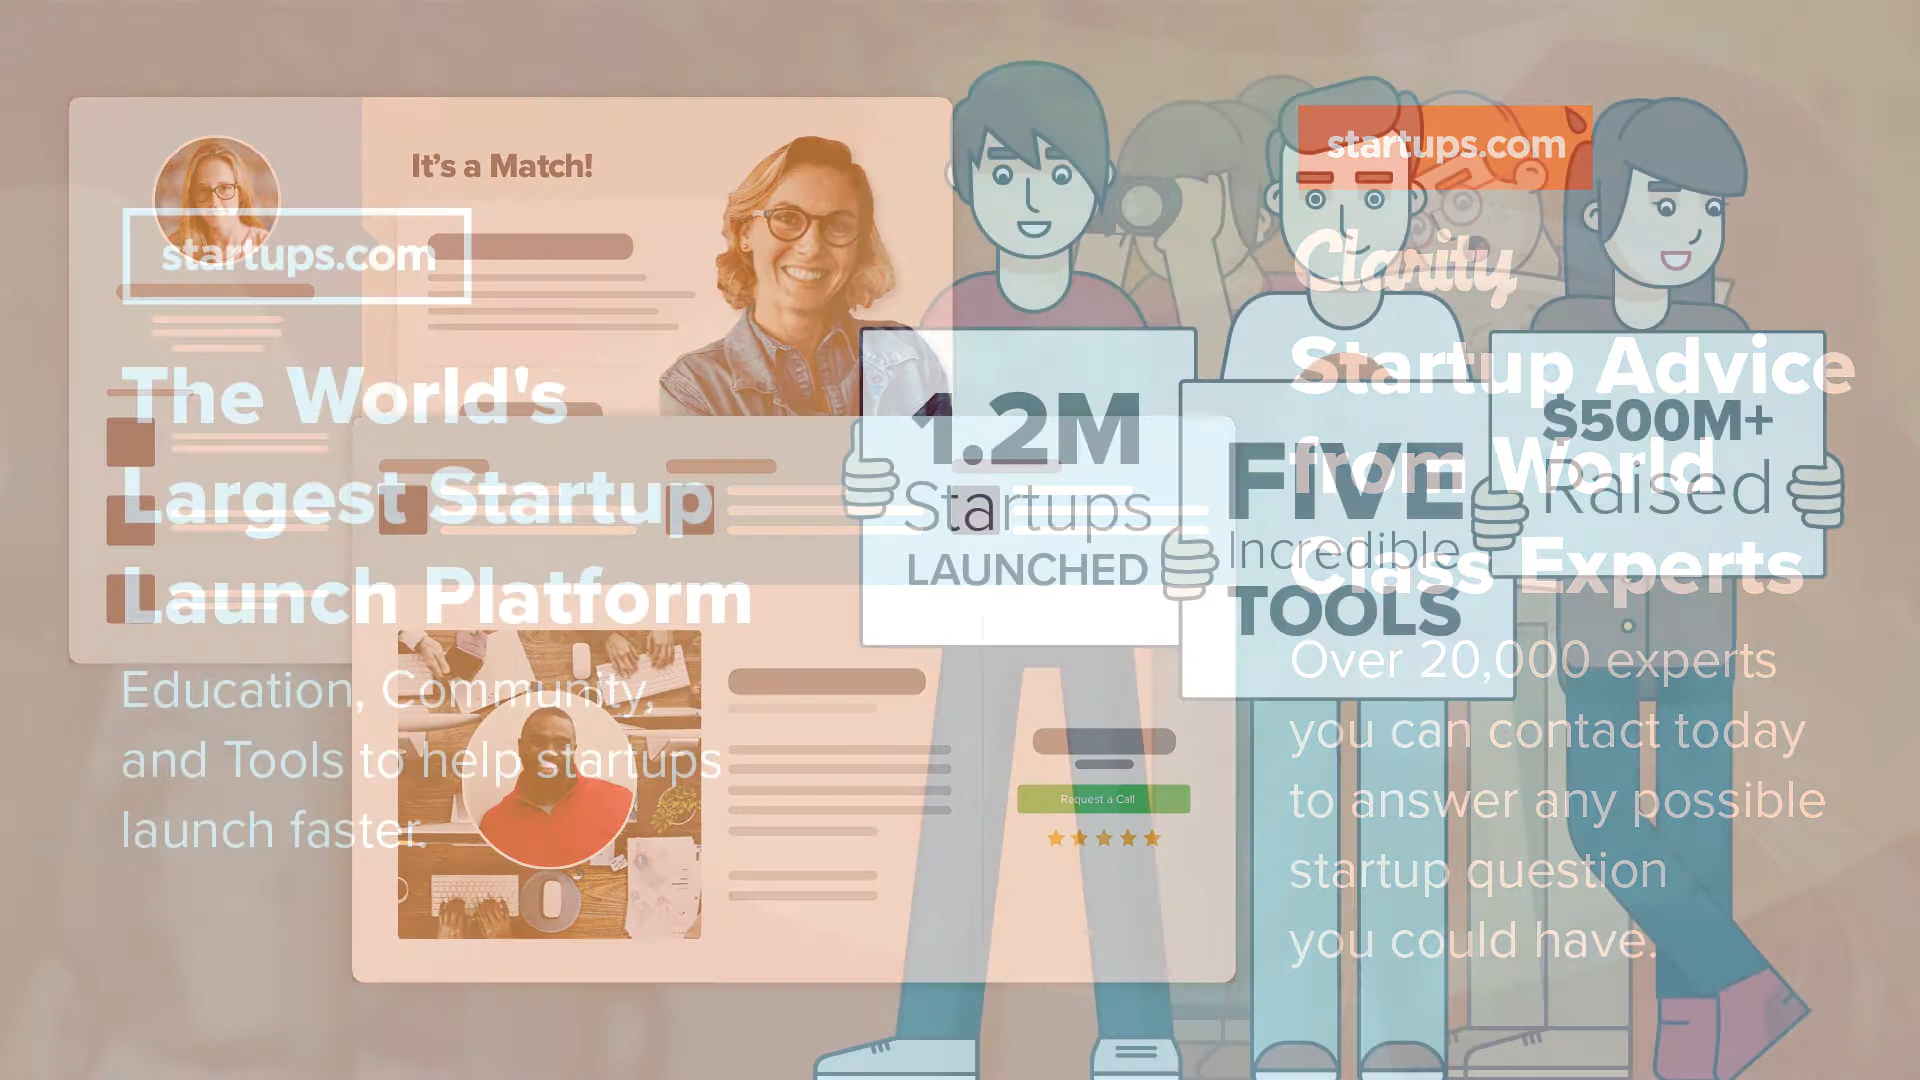 startups.com
The World's
Largest Startup
Launch Platform
Education, Community,
and Tools to help startups
launch faster.
It's a Match!
1.2M
Startups
LAUNCHED
FIVE
Incredible
TOOLS
$500M+
Raised
Request a Call
startups.com
Clarity
Startup Advice
from World
Class Experts
Over 20,000 experts
you can contact today
to answer any possible
startup question
you could have.